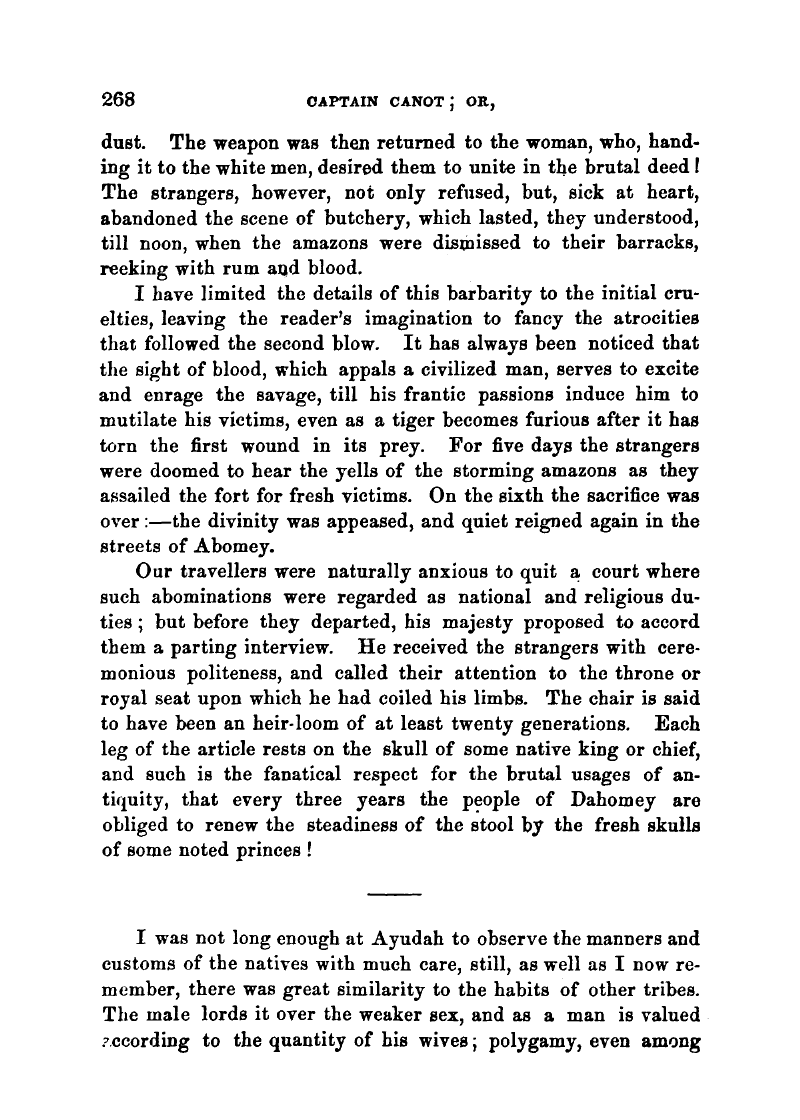 268 CAPTAIN CANOT; OR,
dust. The weapon was then returned to the woman, who, hand-
ing it to the white men, desired them to unite in the brutal deed!
The strangers, however, not only refused, but, sick at heart,
abandoned the scene of butchery, which lasted, they understood,
till noon, when the amazons were dismissed to their barracks,
reeking with rum and blood.
I have limited the details of this barbarity to the initial cru-
elties, leaving the reader's imagination to fancy the atrocities
that followed the second blow. It has always been noticed that
the sight of blood, which appals a civilized man, serves to excite
and enrage the savage, till his frantic passions induce him to
mutilate his victims, even as a tiger becomes furious after it has
torn the first wound in its prey. For five days the strangers
were doomed to hear the yells of the storming amazons as they
assailed the fort for fresh victims. On the sixth the sacrifice was
over:—the divinity was appeased, and quiet reigned again in the
streets of Abomey.
Our travellers were naturally anxious to quit a court where
such abominations were regarded as national and religious du-
ties; but before they departed, his majesty proposed to accord
them a parting interview. He received the strangers with cere-
monious politeness, and called their attention to the throne or
royal seat upon which he had coiled his limbs. The chair is said
to have been an heir-loom of at least twenty generations. Each
leg of the article rests on the skull of some native king or chief,
and such is the fanatical respect for the brutal usages of an-
tiquity, that every three years the people of Dahomey are
obliged to renew the steadiness of the stool by the fresh skulls
of some noted princes!
I was not long enough at Ayudah to observe the manners and
customs of the natives with much care, still, as well as I now re-
member, there was great similarity to the habits of other tribes.
The male lords it over the weaker sex, and as a man is valued
according to the quantity of his wives; polygamy, even among